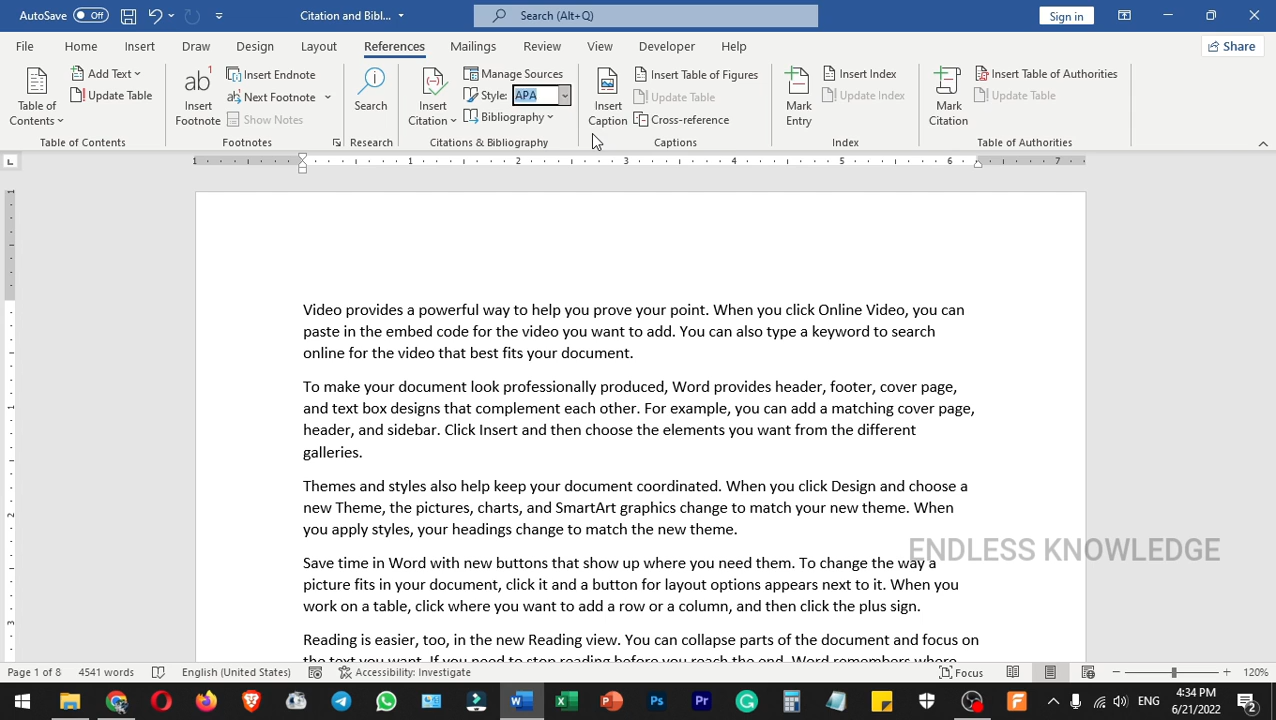 AutoSave Off Citation and Bibl... Search (Alt+Q) Sign in
File Home Insert Draw Design Layout References Mailings Review View Developer Help Share
Table of Contents
Add Text
Update Table
Table of Contents
ab 1
Insert Footnote
Insert Endnote
Next Footnote
Show Notes
Footnotes
Search
Research
Insert Citation
Manage Sources
Style: APA
Bibliography
Citations & Bibliography
Insert Caption
Insert Table of Figures
Update Table
Cross-reference
Captions
Mark Entry
Insert Index
Update Index
Index
Mark Citation
Insert Table of Authorities
Update Table
Table of Authorities
1 1 2 3 4 5 6 7
1
Video provides a powerful way to help you prove your point. When you click Online Video, you can
paste in the embed code for the video you want to add. You can also type a keyword to search
online for the video that best fits your document.
To make your document look professionally produced, Word provides header, footer, cover page,
and text box designs that complement each other. For example, you can add a matching cover page,
header, and sidebar. Click Insert and then choose the elements you want from the different
galleries.
1
Themes and styles also help keep your document coordinated. When you click Design and choose a
new Theme, the pictures, charts, and SmartArt graphics change to match your new theme. When
you apply styles, your headings change to match the new theme.
2
ENDLESS KNOWLEDGE
Save time in Word with new buttons that show up where you need them. To change the way a
picture fits in your document, click it and a button for layout options appears next to it. When you
work on a table, click where you want to add a row or a column, and then click the plus sign.
3
Reading is easier, too, in the new Reading view. You can collapse parts of the document and focus on
the text you want. If you need to stop reading before you reach the end, Word remembers where
Page 1 of 8 4541 words English (United States) Accessibility: Investigate Focus 120%
ENG 4:34 PM
6/21/2022 2